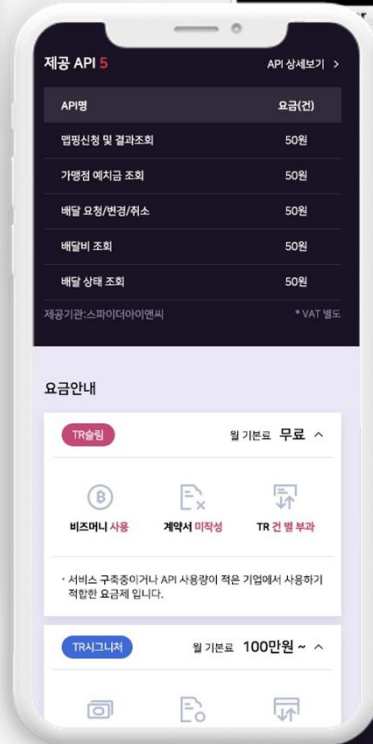 제공 API 5
API 상세보기 >
API명 요금(건)
맵핑신청 및 결과조회 50원
가맹점 예치금 조회 50원
배달 요청/변경/취소 50원
배달비 조회 50원
배달 상태 조회 50원
제공기관:스파이더아이앤씨 * VAT 별도
요금안내
TR슬림 월 기본료 무료
비즈머니 사용 계약서 미작성 TR 건 별 부과
· 서비스 구축중이거나 API 사용량이 적은 기업에서 사용하기
적합한 요금제 입니다.
TR시그니처 월 기본료 100만원 ~